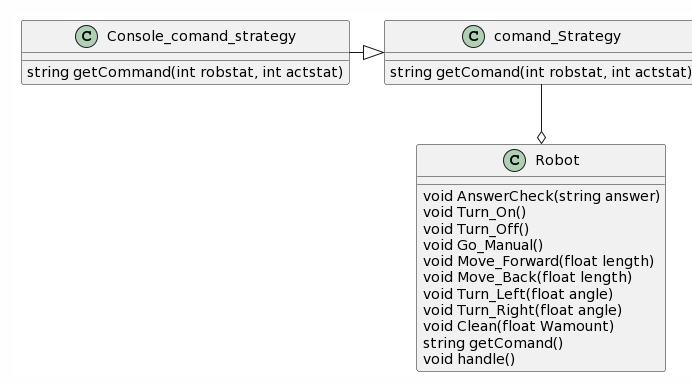 C Console_comand_strategy
string getCommand(int robstat, int actstat)
C comand_Strategy
string getComand(int robstat, int actstat)
C Robot
void AnswerCheck(string answer)
void Turn_On()
void Turn_Off()
void Go_Manual()
void Move_Forward(float length)
void Move_Back(float length)
void Turn_Left(float angle)
void Turn_Right(float angle)
void Clean(float Wamount)
string getComand()
void handle()